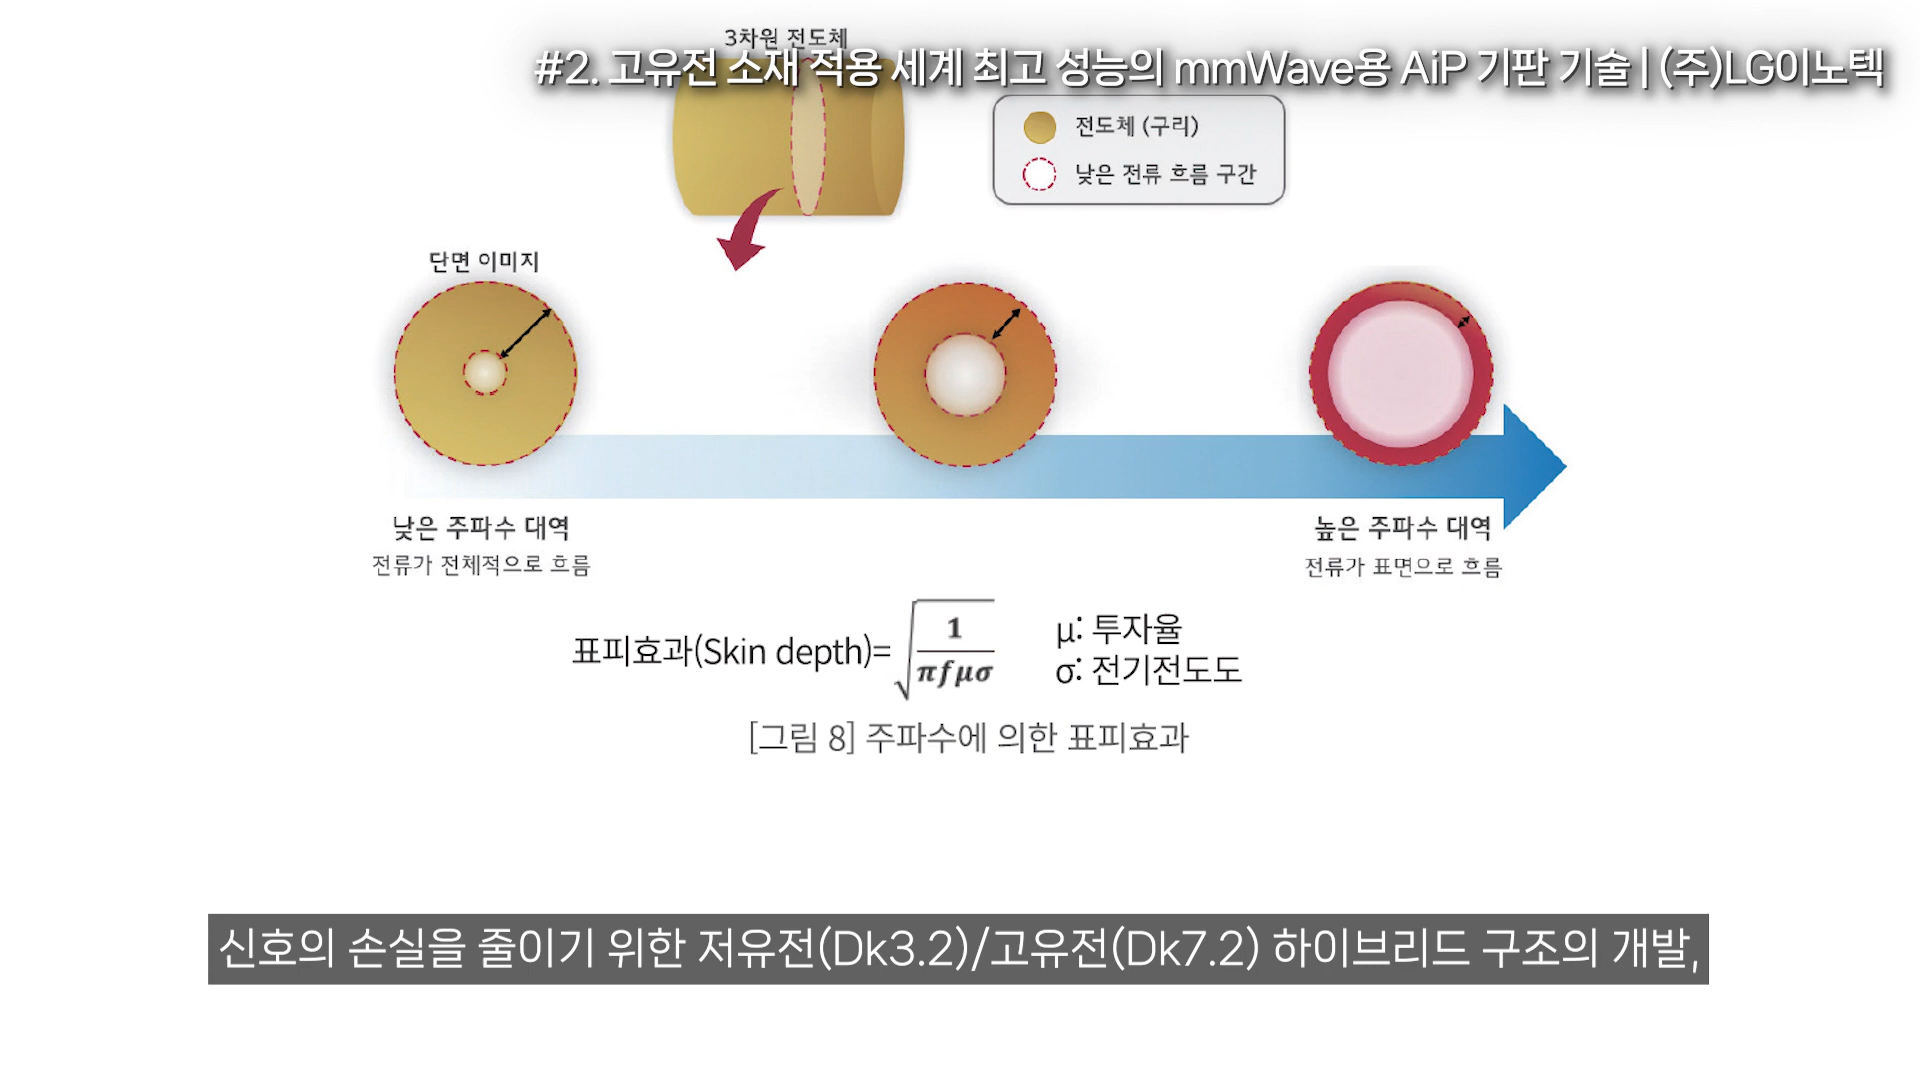 3차원 전도체
#2. 고유전 소재 적용 세계 최고 성능의 mmWave용 AiP 기판 기술 | (주)LG이노텍
전도체 (구리)
낮은 전류 흐름 구간
단면 이미지
낮은 주파수 대역
전류가 전체적으로 흐름
높은 주파수 대역
전류가 표면으로 흐름
표피효과(Skin depth)=√(1/πfμσ)
μ: 투자율
σ: 전기전도도
[그림 8] 주파수에 의한 표피효과
신호의 손실을 줄이기 위한 저유전(Dk3.2)/고유전(Dk7.2) 하이브리드 구조의 개발,